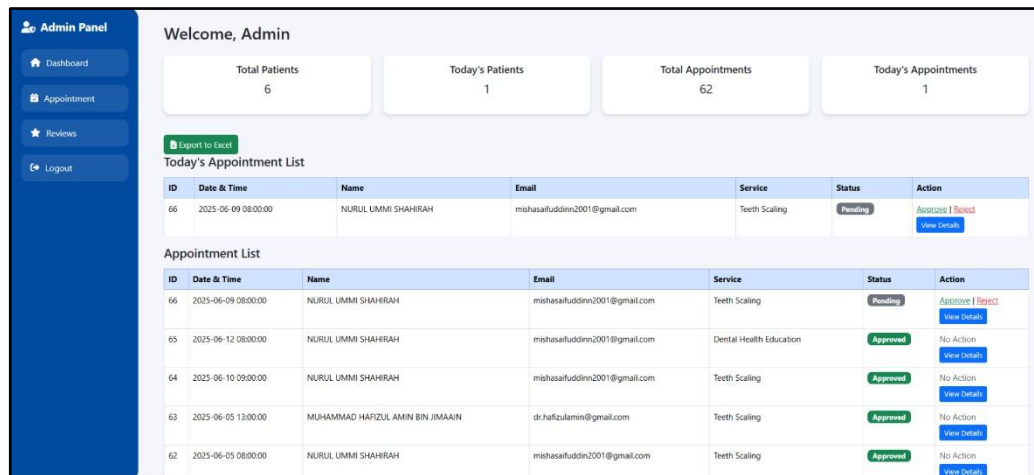 Admin Panel
Dashboard
Appointment
Reviews
Logout
Welcome, Admin
Total Patients
6
Today's Patients
1
Total Appointments
62
Today's Appointments
1
Export to Excel
Today's Appointment List
ID Date & Time Name Email Service Status Action
66 2025-06-09 08:00:00 NURUL UMMI SHAHIRAH mishasaifuddinn2001@gmail.com Teeth Scaling Pending Approve | Reject
View Details
Appointment List
ID Date & Time Name Email Service Status Action
66 2025-06-09 08:00:00 NURUL UMMI SHAHIRAH mishasaifuddinn2001@gmail.com Teeth Scaling Pending Approve | Reject
View Details
65 2025-06-12 08:00:00 NURUL UMMI SHAHIRAH mishasaifuddinn2001@gmail.com Dental Health Education Approved No Action
View Details
64 2025-06-10 09:00:00 NURUL UMMI SHAHIRAH mishasaifuddinn2001@gmail.com Teeth Scaling Approved No Action
View Details
63 2025-06-05 13:00:00 MUHAMMAD HAFIZUL AMIN BIN JIMAAIN dr.hafizulamin@gmail.com Teeth Scaling Approved No Action
View Details
62 2025-06-05 08:00:00 NURUL UMMI SHAHIRAH mishasaifuddin2001@gmail.com Teeth Scaling Approved No Action
View Details